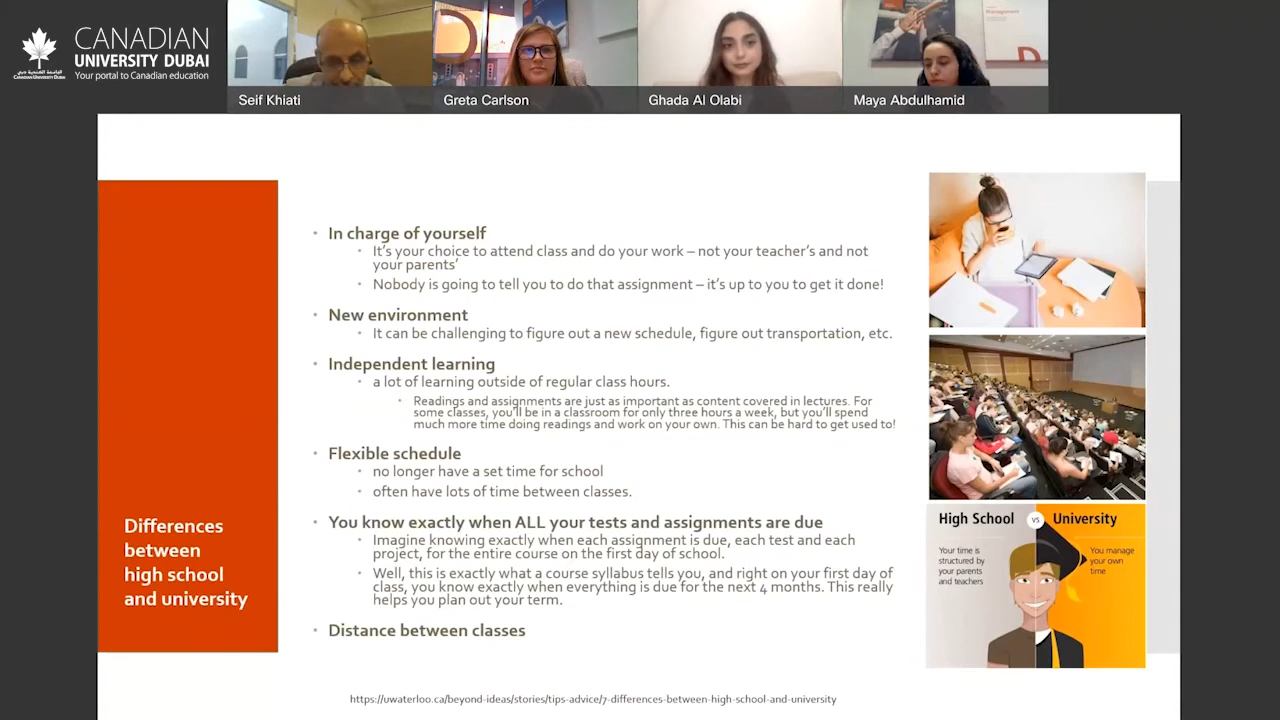 CANADIAN
UNIVERSITY DUBAI
Your portal to Canadian education
CANADIAN UNIVERSITY DUBAI
Seif Khiati
Greta Carlson
Ghada Al Olabi
Maya Abdulhamid
D
D
Differences
between
high school
and university
• In charge of yourself
• It's your choice to attend class and do your work – not your teacher's and not
your parents'
• Nobody is going to tell you to do that assignment – it's up to you to get it done!
• New environment
• It can be challenging to figure out a new schedule, figure out transportation, etc.
• Independent learning
• a lot of learning outside of regular class hours.
• Readings and assignments are just as important as content covered in lectures. For
some classes, you'll be in a classroom for only three hours a week, but you'll spend
much more time doing readings and work on your own. This can be hard to get used to!
• Flexible schedule
• no longer have a set time for school
• often have lots of time between classes.
• You know exactly when ALL your tests and assignments are due
• Imagine knowing exactly when each assignment is due, each test and each
project, for the entire course on the first day of school.
• Well, this is exactly what a course syllabus tells you, and right on your first day of
class, you know exactly when everything is due for the next 4 months. This really
helps you plan out your term.
• Distance between classes
High School vs University
Your time is
structured by
your parents
and teachers
You manage
your own
time
https://uwaterloo.ca/beyond-ideas/stories/tips-advice/7-differences-between-high-school-and-university